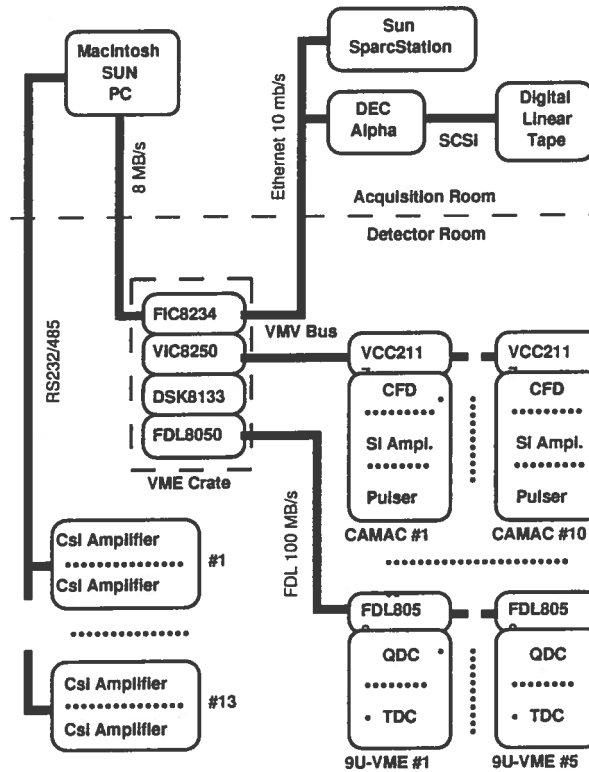 MacIntosh
SUN
PC
Sun
SparcStation
DEC
Alpha
SCSI
Digital
Linear
Tape
8 MB/s
Ethernet 10 mb/s
Acquisition Room
Detector Room
RS232/485
FIC8234
VIC8250
DSK8133
FDL8050
VME Crate
VMV Bus
FDL 100 MB/s
VCC211
CFD
Si Ampl.
Pulser
CAMAC #1
VCC211
CFD
Si Ampl.
Pulser
CAMAC #10
CsI Amplifier
CsI Amplifier
#1
CsI Amplifier
CsI Amplifier
#13
FDL805
QDC
TDC
9U-VME #1
FDL805
QDC
TDC
9U-VME #5